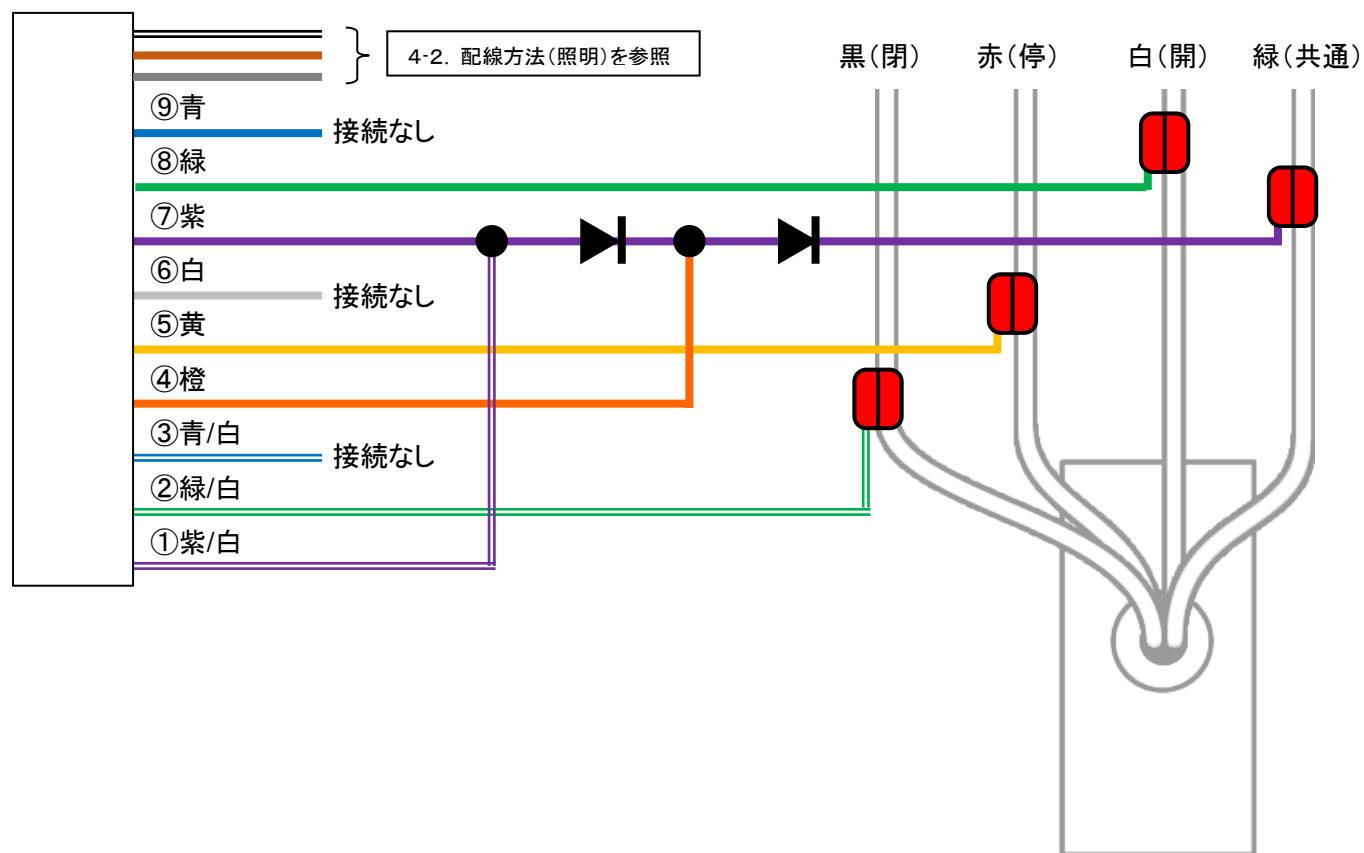 4-2. 配線方法(照明)を参照
黒(閉)
赤(停)
白(開)
緑(共通)
⑨青
接続なし
⑧緑
⑦紫
⑥白
接続なし
⑤黄
④橙
③青/白
接続なし
②緑/白
①紫/白